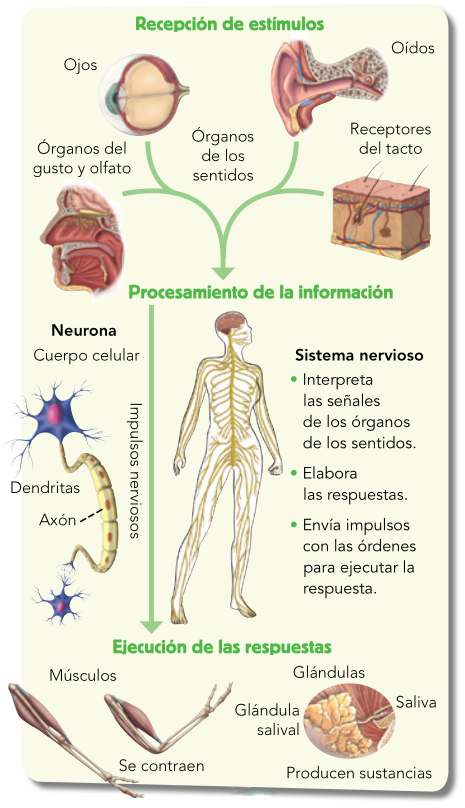 Recepción de estímulos
Ojos
Oídos
Órganos
de los
sentidos
Órganos del
gusto y olfato
Receptores
del tacto
Procesamiento de la información
Neurona
Cuerpo celular
Dendritas
Axón
Impulsos nerviosos
Sistema nervioso
• Interpreta
las señales
de los órganos
de los sentidos.
• Elabora
las respuestas.
• Envía impulsos
con las órdenes
para ejecutar la
respuesta.
Ejecución de las respuestas
Músculos
Se contraen
Glándulas
Glándula
salival
Saliva
Producen sustancias